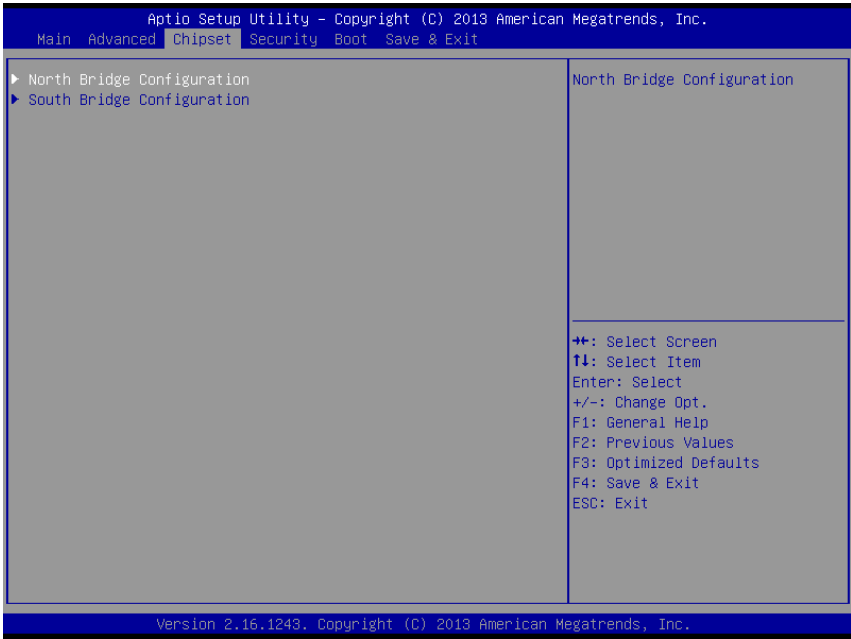 Aptio Setup Utility – Copyright (C) 2013 American Megatrends, Inc.
Main Advanced Chipset Security Boot Save & Exit
North Bridge Configuration
South Bridge Configuration
North Bridge Configuration
→←: Select Screen
↑↓: Select Item
Enter: Select
+/-: Change Opt.
F1: General Help
F2: Previous Values
F3: Optimized Defaults
F4: Save & Exit
ESC: Exit
Version 2.16.1243. Copyright (C) 2013 American Megatrends, Inc.